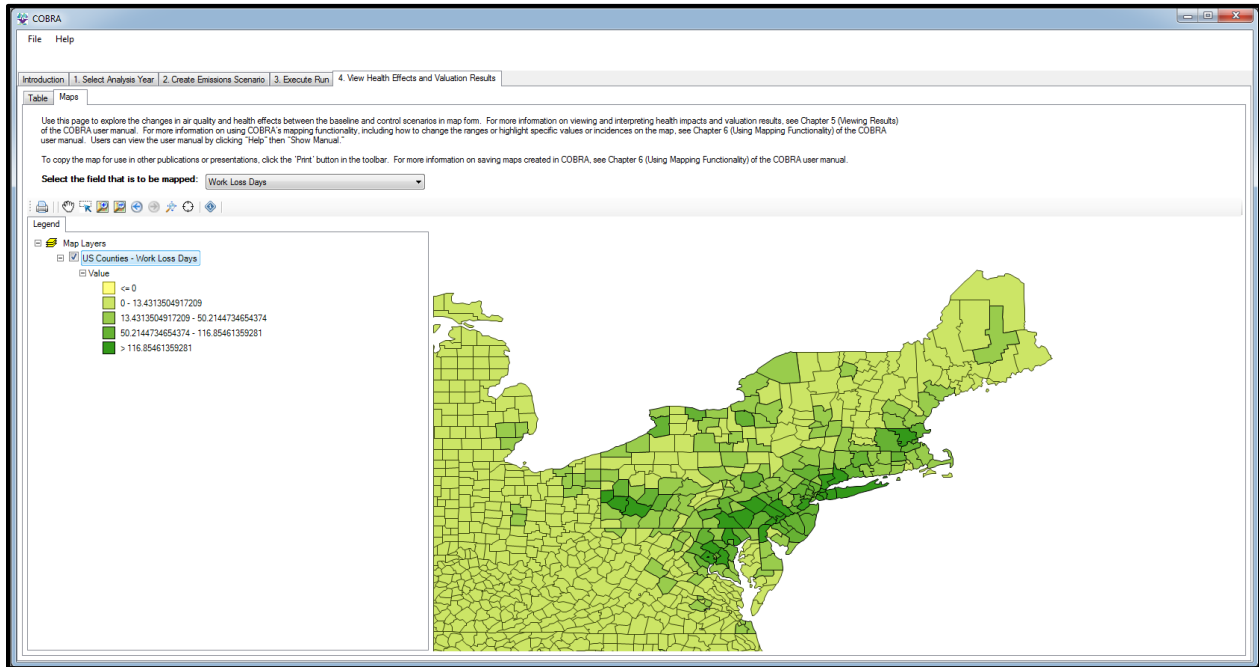 COBRA
File Help
Introduction 1. Select Analysis Year 2. Create Emissions Scenario 3. Execute Run 4. View Health Effects and Valuation Results
Table Maps
Use this page to explore the changes in air quality and health effects between the baseline and control scenarios in map form. For more information on viewing and interpreting health impacts and valuation results, see Chapter 5 (Viewing Results)
of the COBRA user manual. For more information on using COBRA's mapping functionality, including how to change the ranges or highlight specific values or incidences on the map, see Chapter 6 (Using Mapping Functionality) of the COBRA
user manual. Users can view the user manual by clicking "Help" then "Show Manual."
To copy the map for use in other publications or presentations, click the 'Print' button in the toolbar. For more information on saving maps created in COBRA, see Chapter 6 (Using Mapping Functionality) of the COBRA user manual.
Select the field that is to be mapped: Work Loss Days
Legend
Map Layers
US Counties - Work Loss Days
Value
<= 0
0 - 13.4313504917209
13.4313504917209 - 50.2144734654374
50.2144734654374 - 116.85461359281
> 116.85461359281